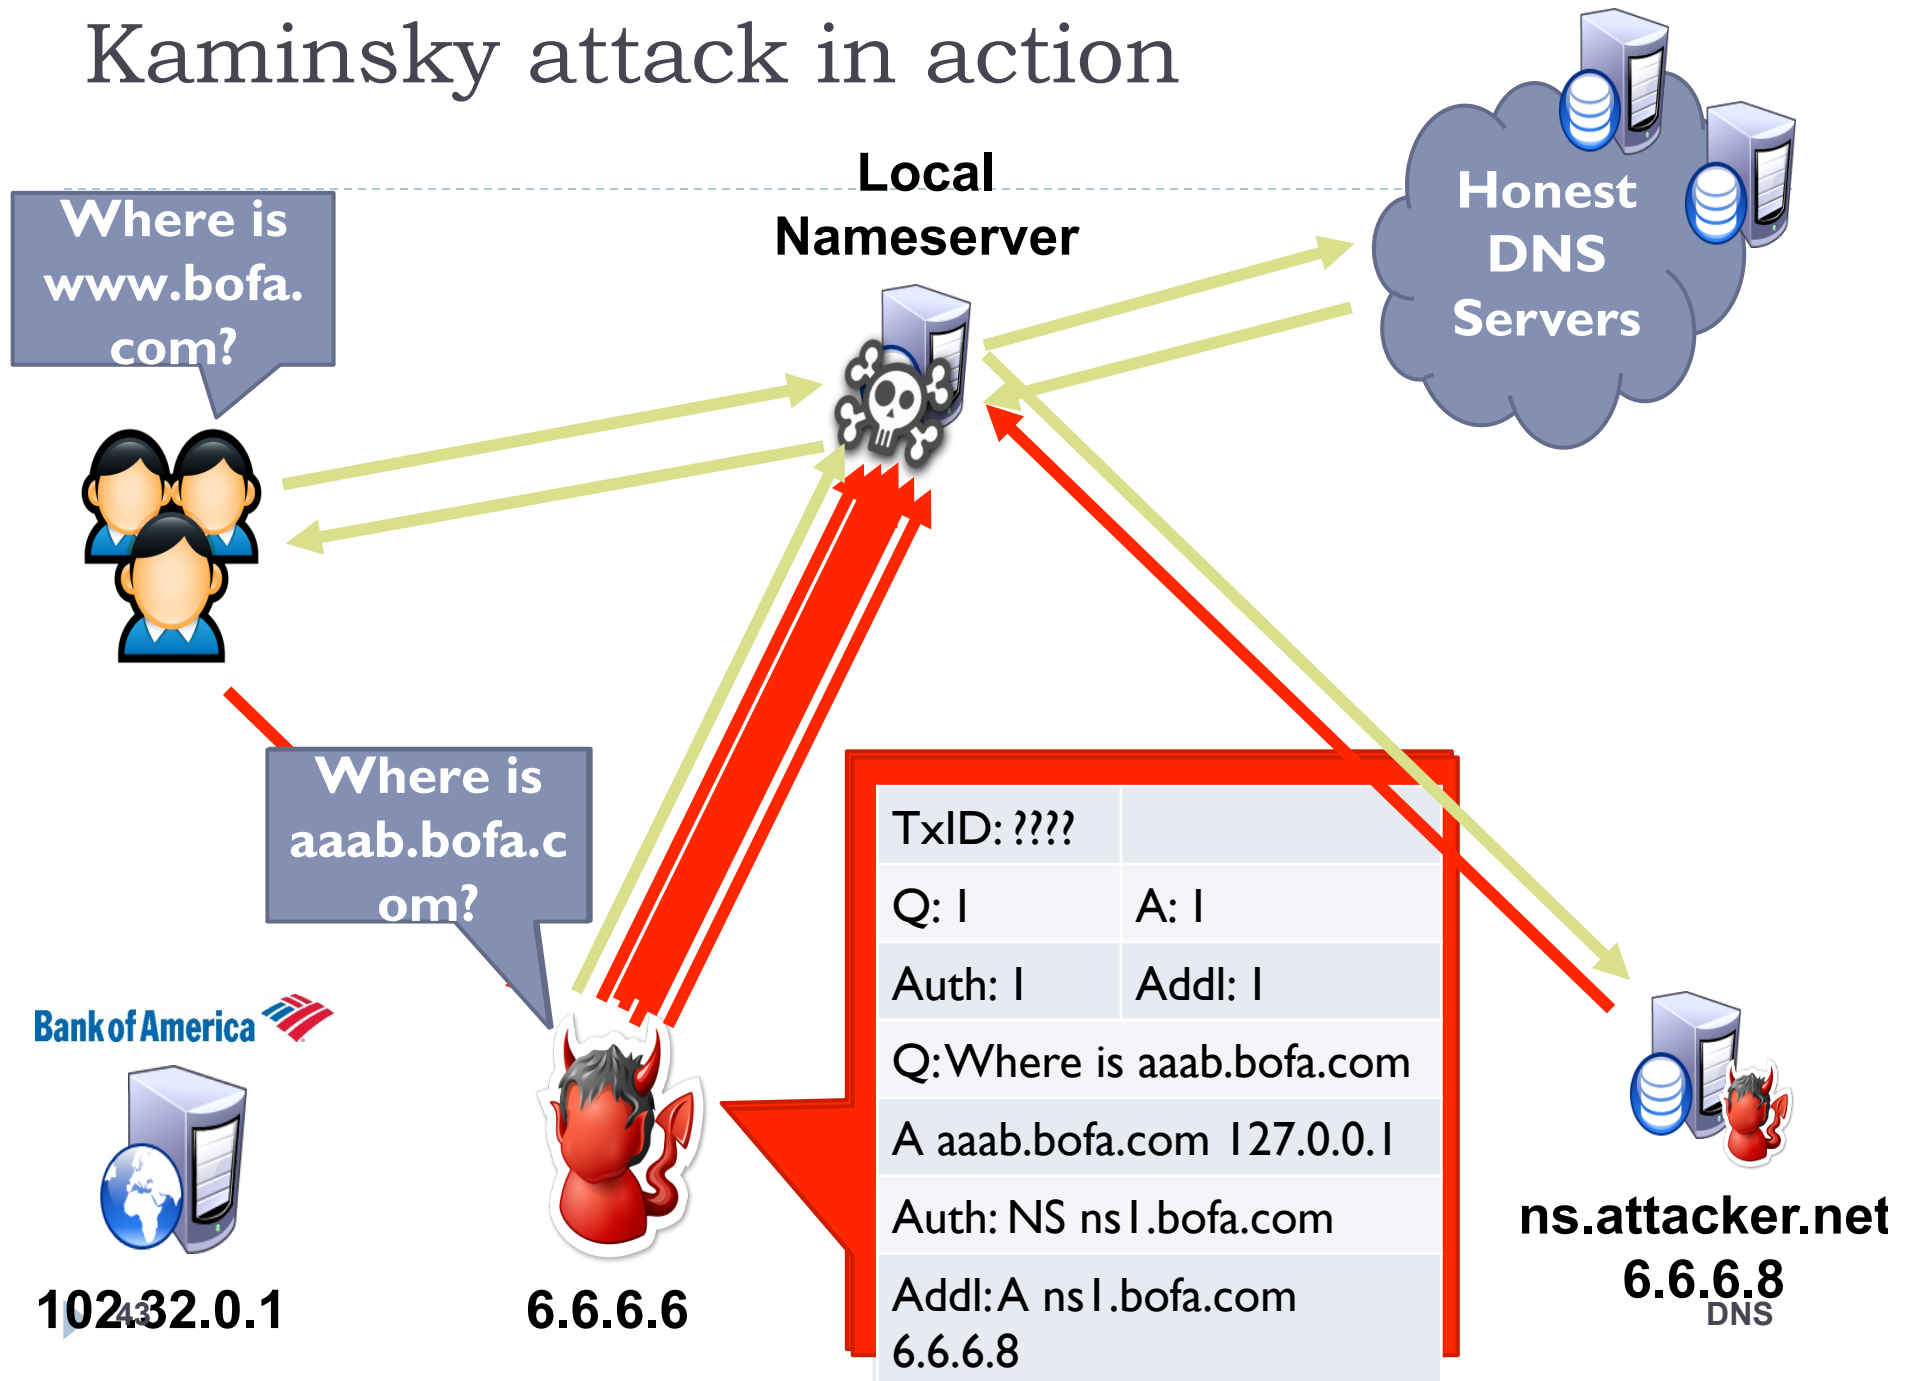 Kaminsky attack in action
Local
Nameserver
Honest
DNS
Servers
Where is
www.bofa.
com?
Where is
aaab.bofa.c
om?
TxID: ????
Q: 1
A: 1
Auth: 1
Addl: 1
Q: Where is aaab.bofa.com
A aaab.bofa.com 127.0.0.1
Auth: NS ns1.bofa.com
Addl: A ns1.bofa.com
6.6.6.8
Bank of America
102.32.0.1
6.6.6.6
ns.attacker.net
6.6.6.8
43
DNS